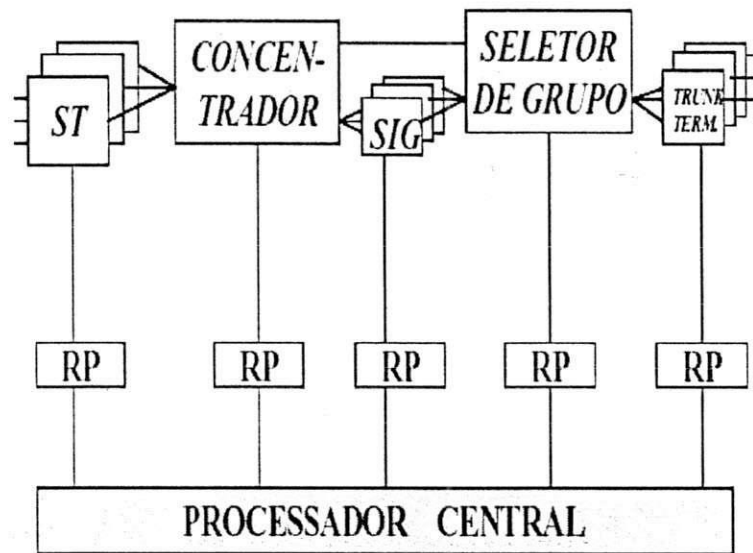 ST
CONCEN-
TRADOR
SIG
SELETOR
DE GRUPO
TRUNK
TERM.
RP
RP
RP
RP
RP
PROCESSADOR CENTRAL